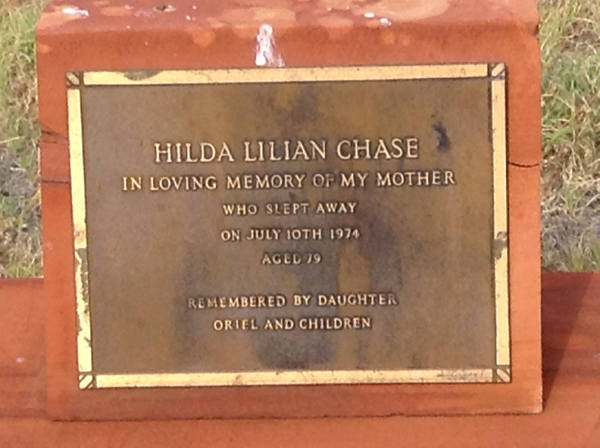 HILDA LILIAN CHASE
IN LOVING MEMORY OF MY MOTHER
WHO SLEPT AWAY
ON JULY 10TH 1974
AGED 79
REMEMBERED BY DAUGHTER
ORIEL AND CHILDREN